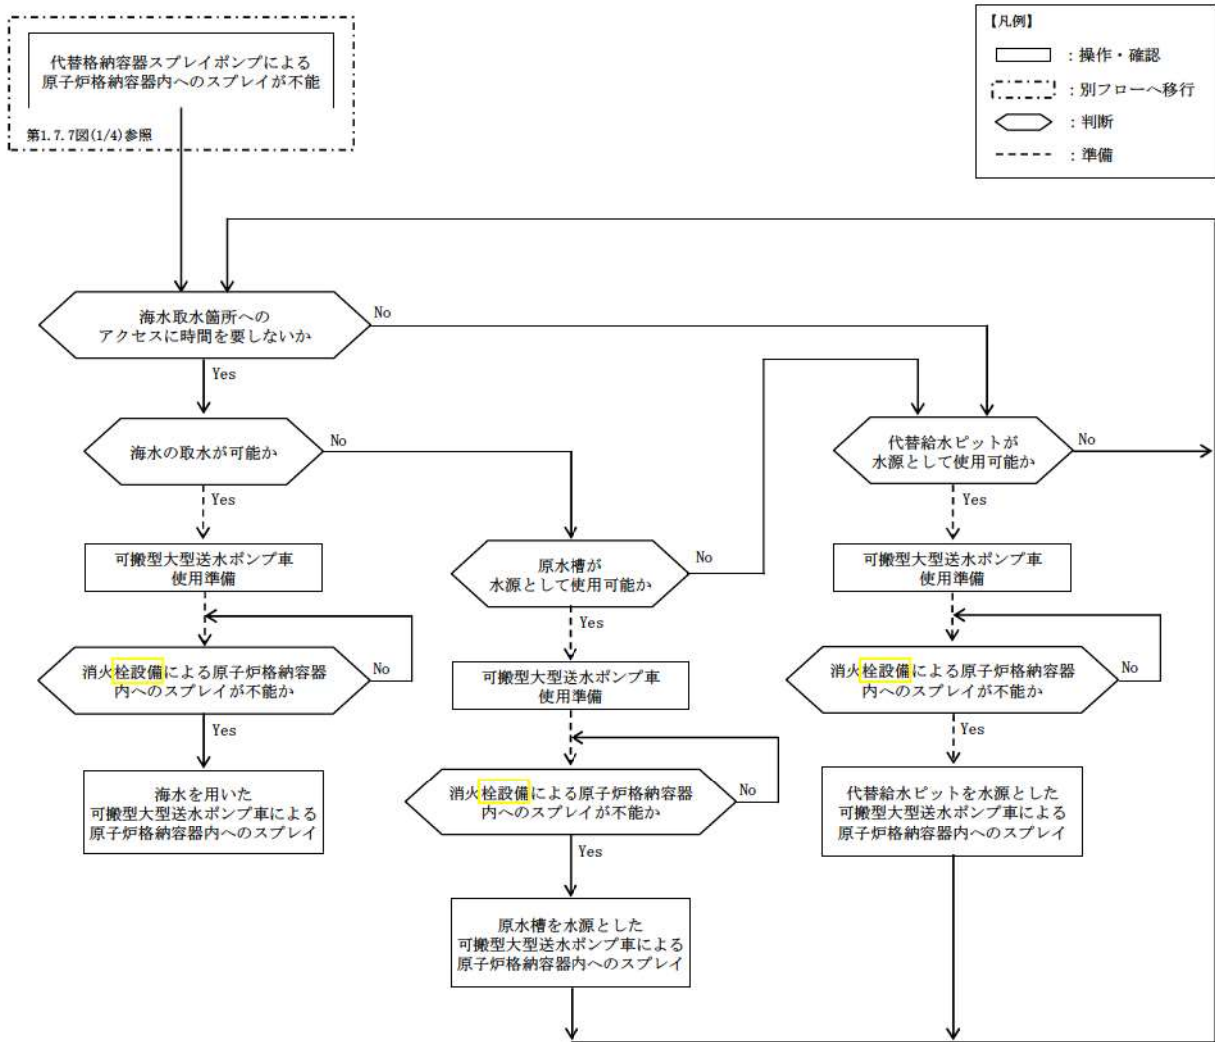 代替格納容器スプレイポンプによる
原子炉格納容器内へのスプレイが不能
第1.7.7図(1/4)参照
【凡例】
:操作・確認
:別フローへ移行
:判断
:準備
海水取水箇所への
アクセスに時間を要しないか
No
Yes
海水の取水が可能か
No
Yes
代替給水ピットが
水源として使用可能か
No
Yes
可搬型大型送水ポンプ車
使用準備
原水槽が
水源として使用可能か
No
Yes
可搬型大型送水ポンプ車
使用準備
消火栓設備による原子炉格納容器
内へのスプレイが不能か
No
Yes
可搬型大型送水ポンプ車
使用準備
消火栓設備による原子炉格納容器
内へのスプレイが不能か
No
Yes
海水を用いた
可搬型大型送水ポンプ車による
原子炉格納容器内へのスプレイ
消火栓設備による原子炉格納容器
内へのスプレイが不能か
No
Yes
代替給水ピットを水源とした
可搬型大型送水ポンプ車による
原子炉格納容器内へのスプレイ
原水槽を水源とした
可搬型大型送水ポンプ車による
原子炉格納容器内へのスプレイ